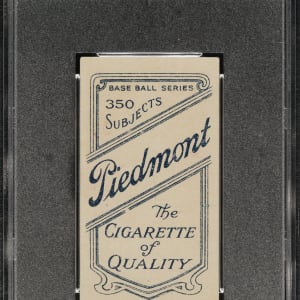 BASE BALL SERIES
350
SUBJECTS
Piedmont
The
CIGARETTE
of
QUALITY